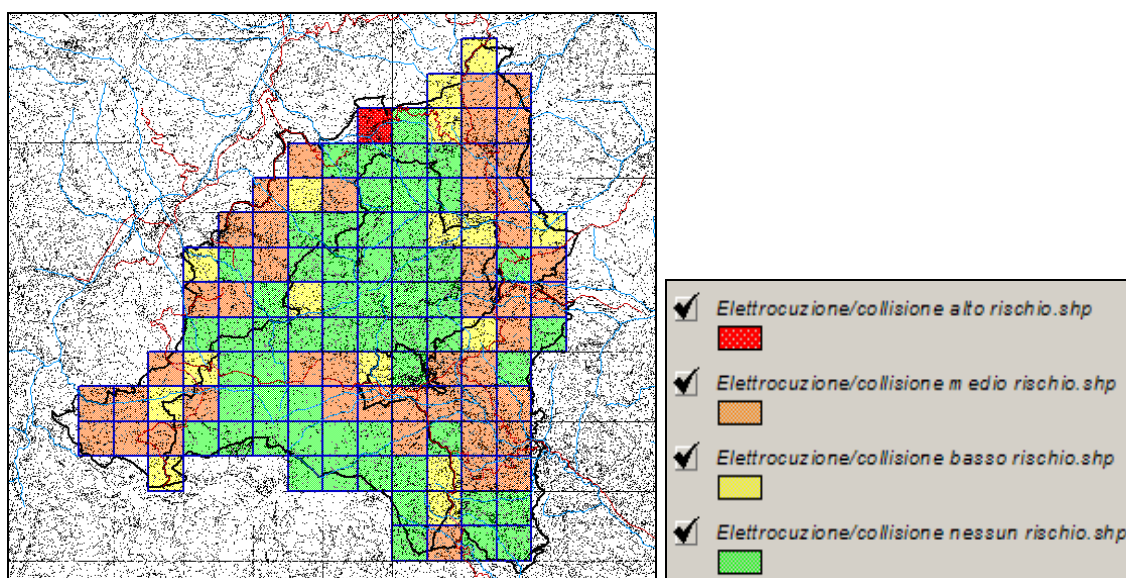 Elettrocuzione/collisione alto rischio.shp
Elettrocuzione/collisione medio rischio.shp
Elettrocuzione/collisione basso rischio.shp
Elettrocuzione/collisione nessun rischio.shp